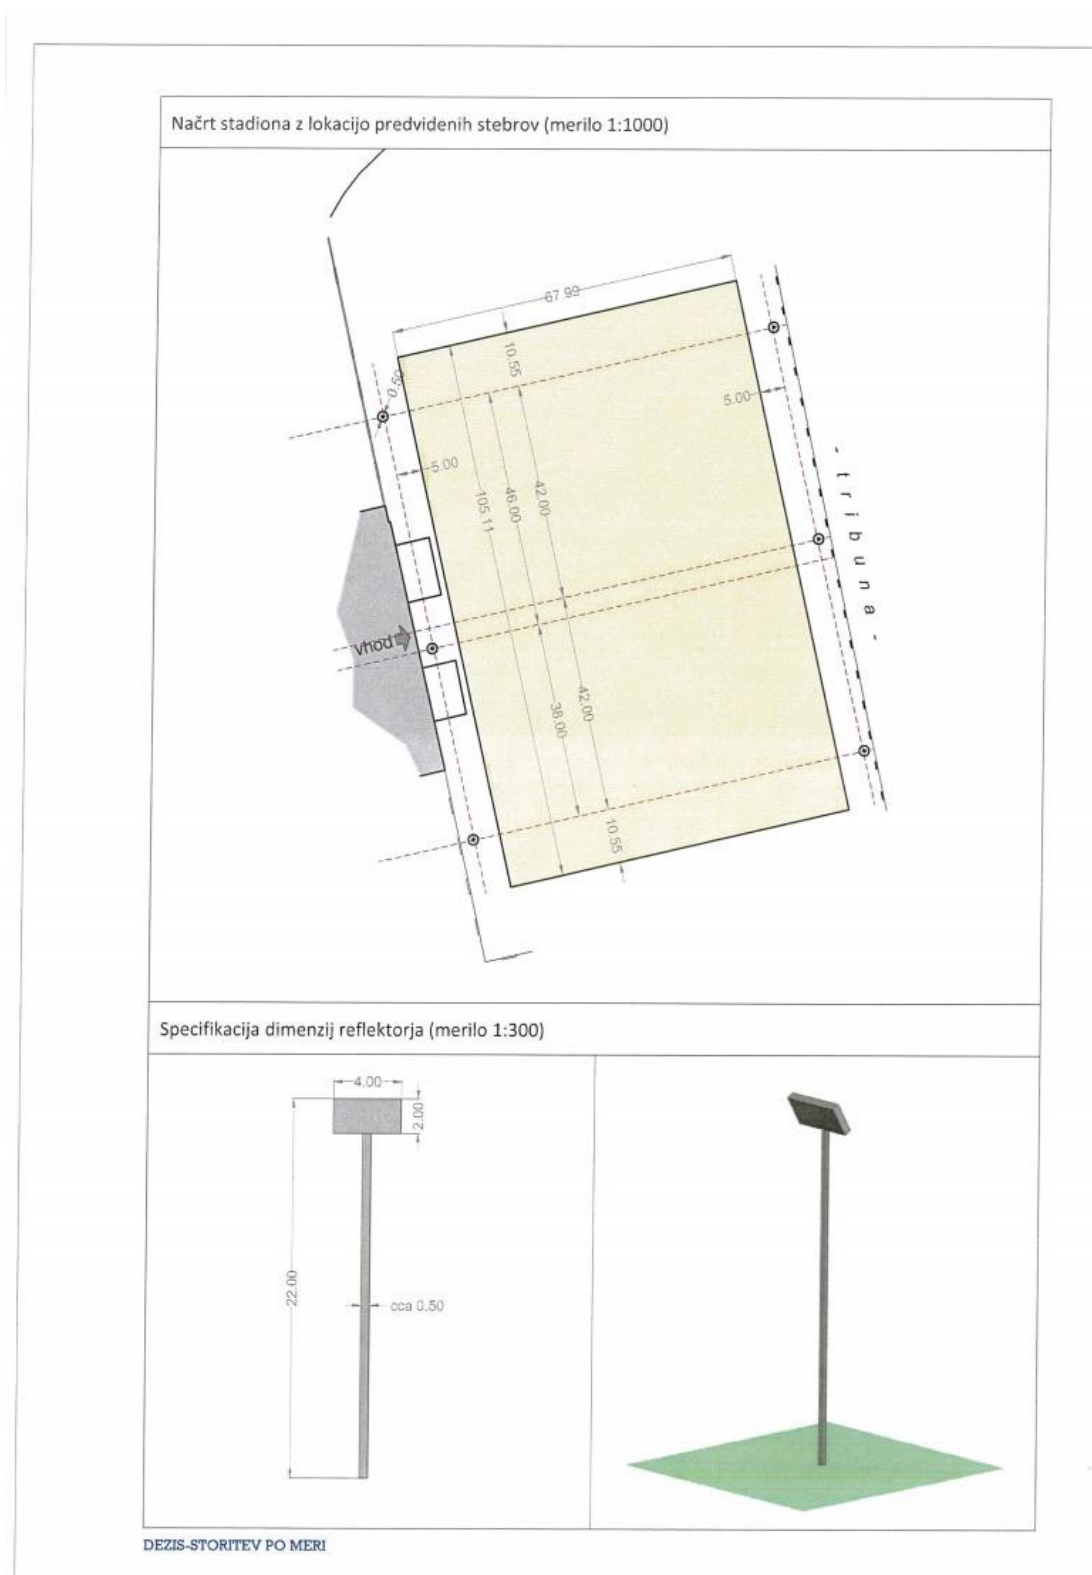 Načrt stadiona z lokacijo predvidenih stebrov (merilo 1:1000)
67.99
10.55
0.50
5.00
5.00
42.00
46.00
105.11
- tribuna -
vhod
42.00
38.00
10.55
Specifikacija dimenzij reflektorja (merilo 1:300)
4.00
2.00
22.00
cca 0.50
DEZIS-STORITEV PO MERI